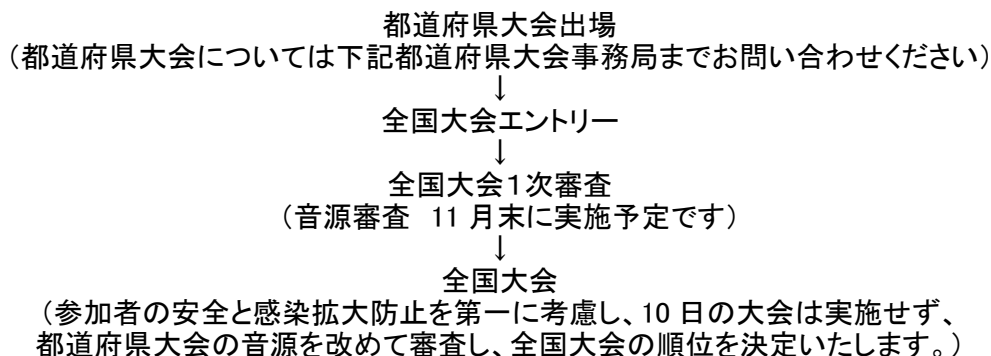 都道府県大会出場
（都道府県大会については下記都道府県大会事務局までお問い合わせください）
↓
全国大会エントリー
↓
全国大会１次審査
（音源審査　11 月末に実施予定です）
↓
全国大会
（参加者の安全と感染拡大防止を第一に考慮し、10 日の大会は実施せず、
都道府県大会の音源を改めて審査し、全国大会の順位を決定いたします。）